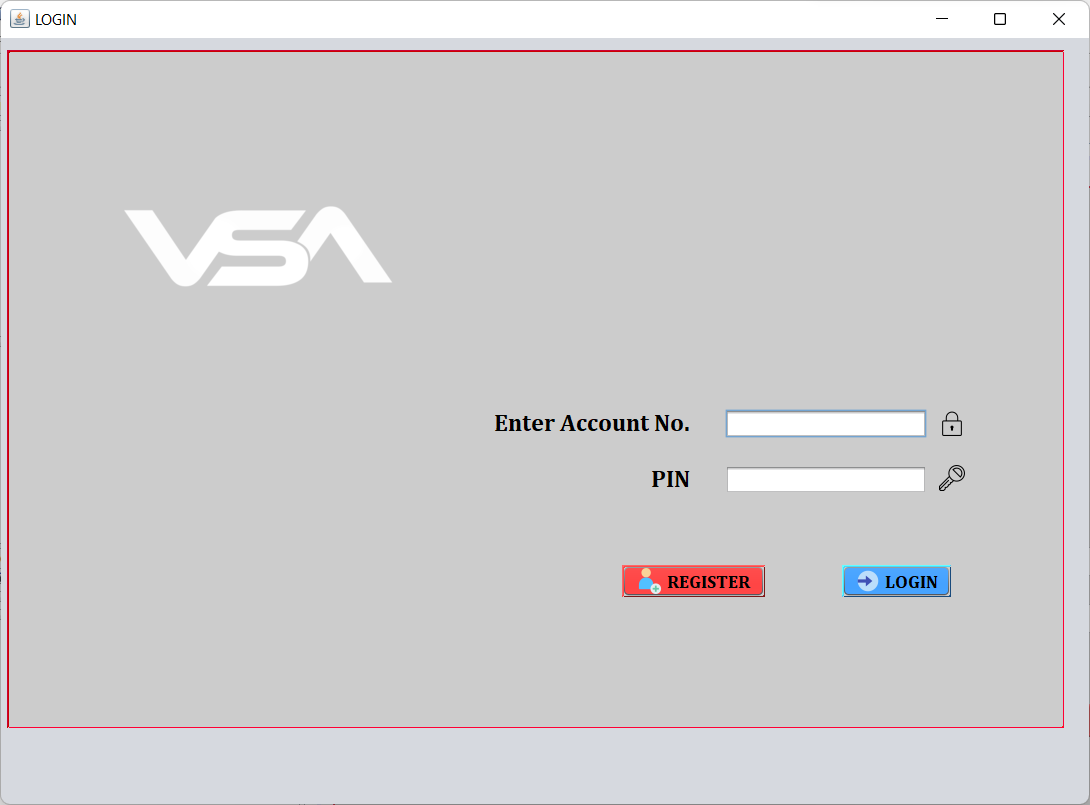 LOGIN
VSA
Enter Account No.
PIN
REGISTER
LOGIN